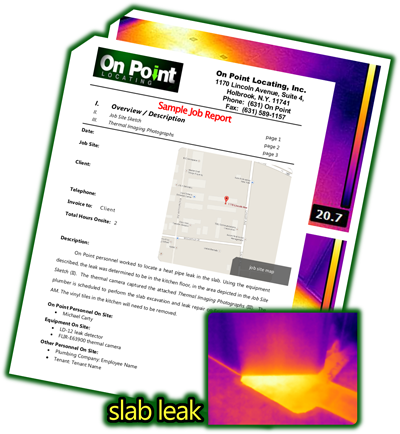 On Point
LOCATING
On Point Locating, Inc.
1170 Lincoln Avenue, Suite 4,
Holbrook, N.Y. 11741
Phone: (631) On Point
Fax: (631) 589-1157
Sample Job Report
I. Overview / Description page 1
II. Job Site Sketch page 2
III. Thermal Imaging Photographs page 3
Date:
Job Site:
Client:
Telephone:
Invoice to: Client
Total Hours Onsite: 2
job site map
20.7
Description:
On Point personnel worked to locate a heat pipe leak in the slab. Using the equipment
described, the leak was determined to be in the kitchen floor, in the area depicted in the Job Site
Sketch (II). The thermal camera captured the attached Thermal Imaging Photographs (III). The
plumber is scheduled to perform the slab excavation and leak repair
AM. The vinyl tiles in the kitchen will need to be removed.
On Point Personnel On Site:
• Michael Carty
Equipment On Site:
• LD-12 leak detector
• FLIR-E63900 thermal camera
Other Personnel On Site:
• Plumbing Company: Employee Name
• Tenant: Tenant Name
slab leak